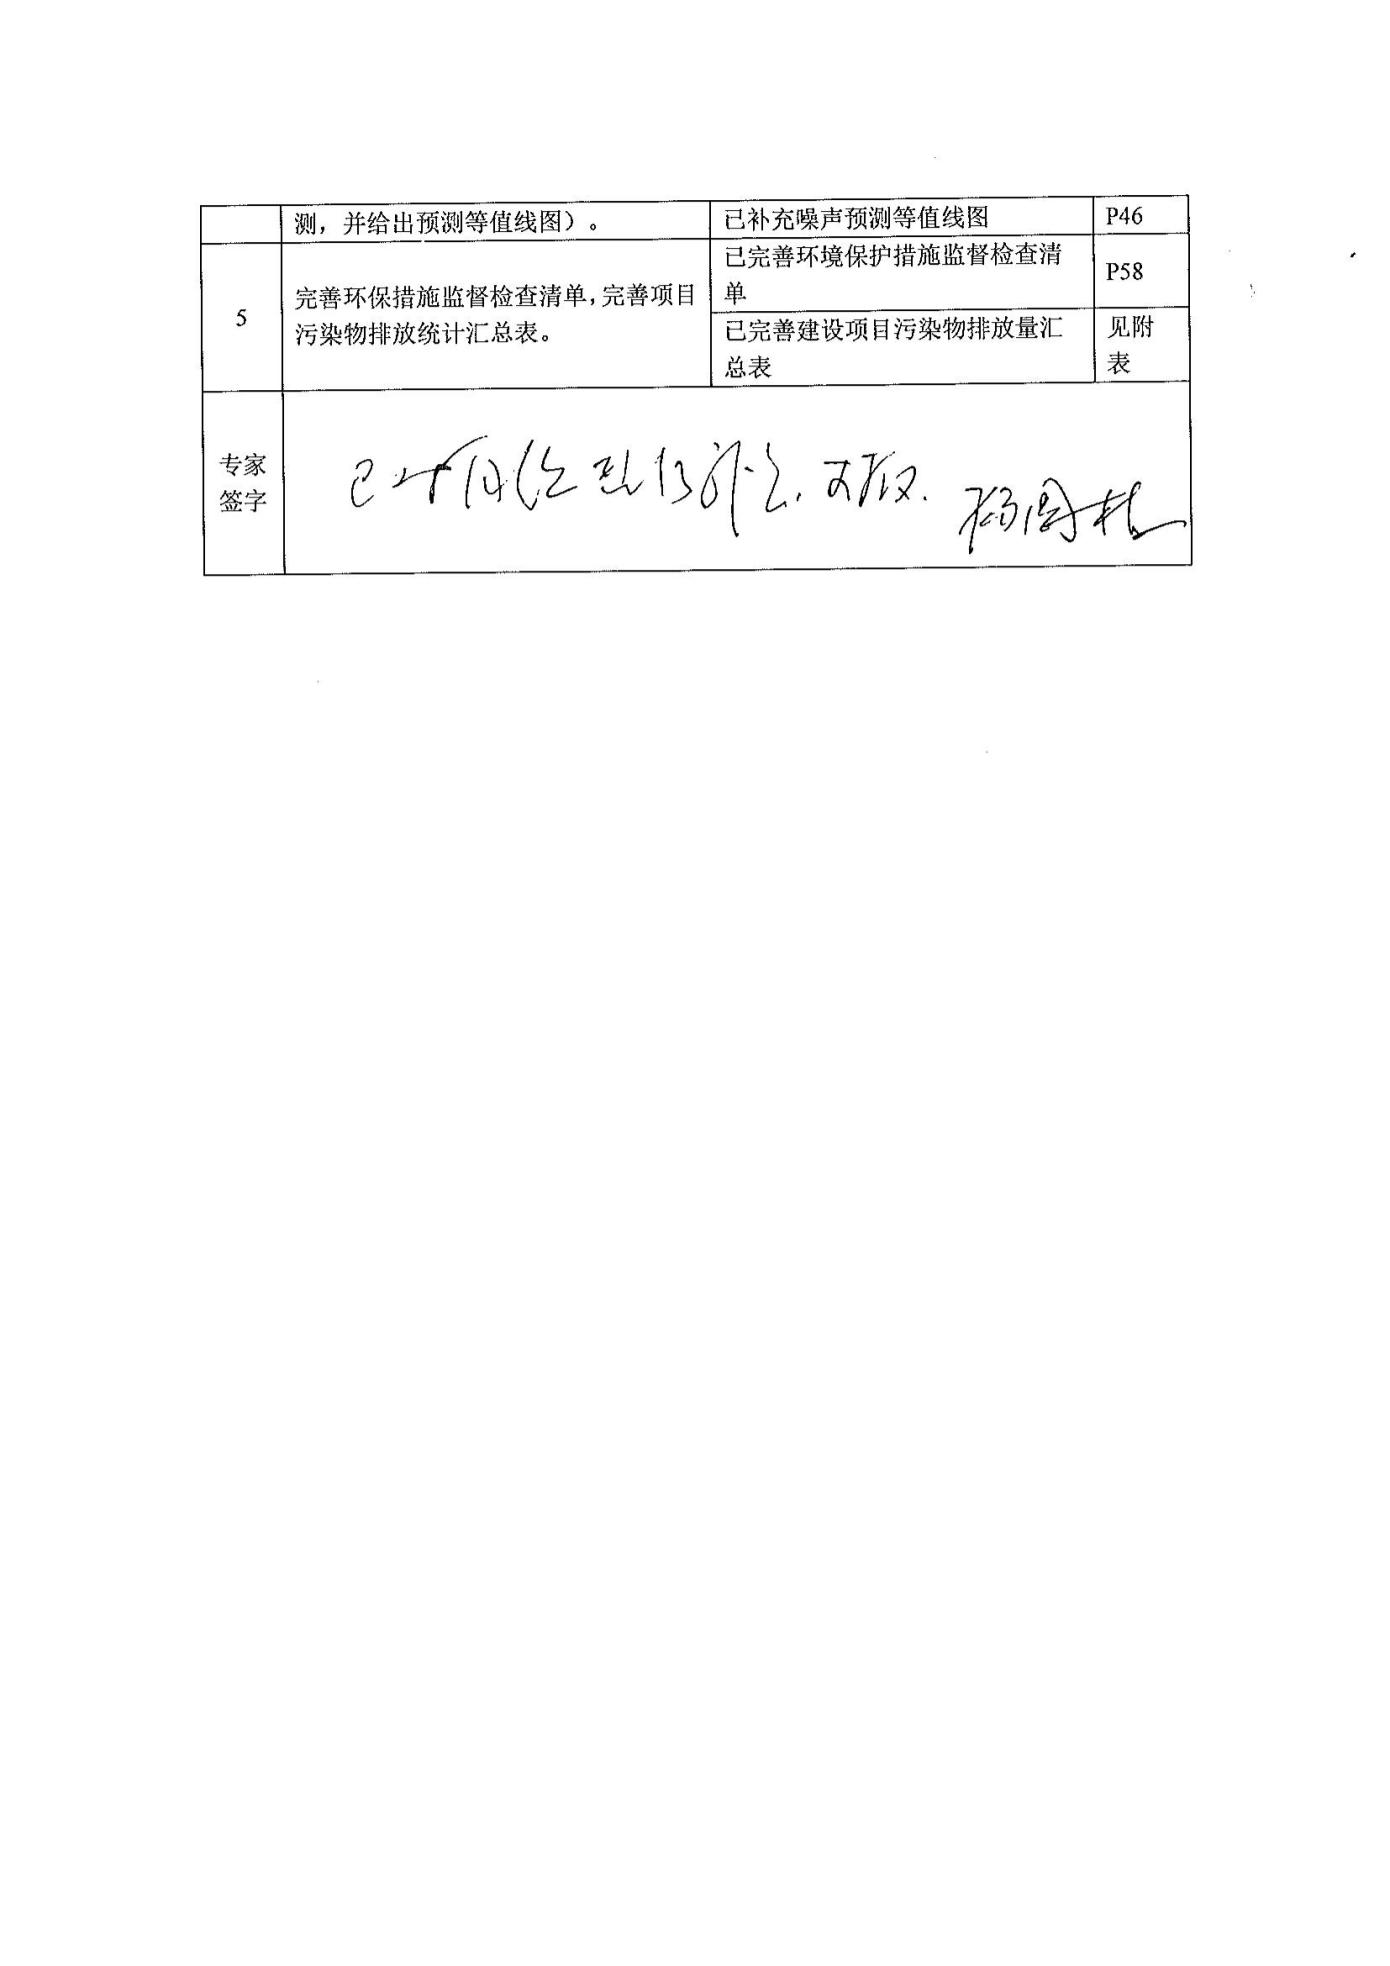 测，并给出预测等值线图）。
已补充噪声预测等值线图
P46
5
完善环保措施监督检查清单，完善项目
污染物排放统计汇总表。
已完善环境保护措施监督检查清
单
P58
已完善建设项目污染物排放量汇
总表
见附
表
专家
签字
已